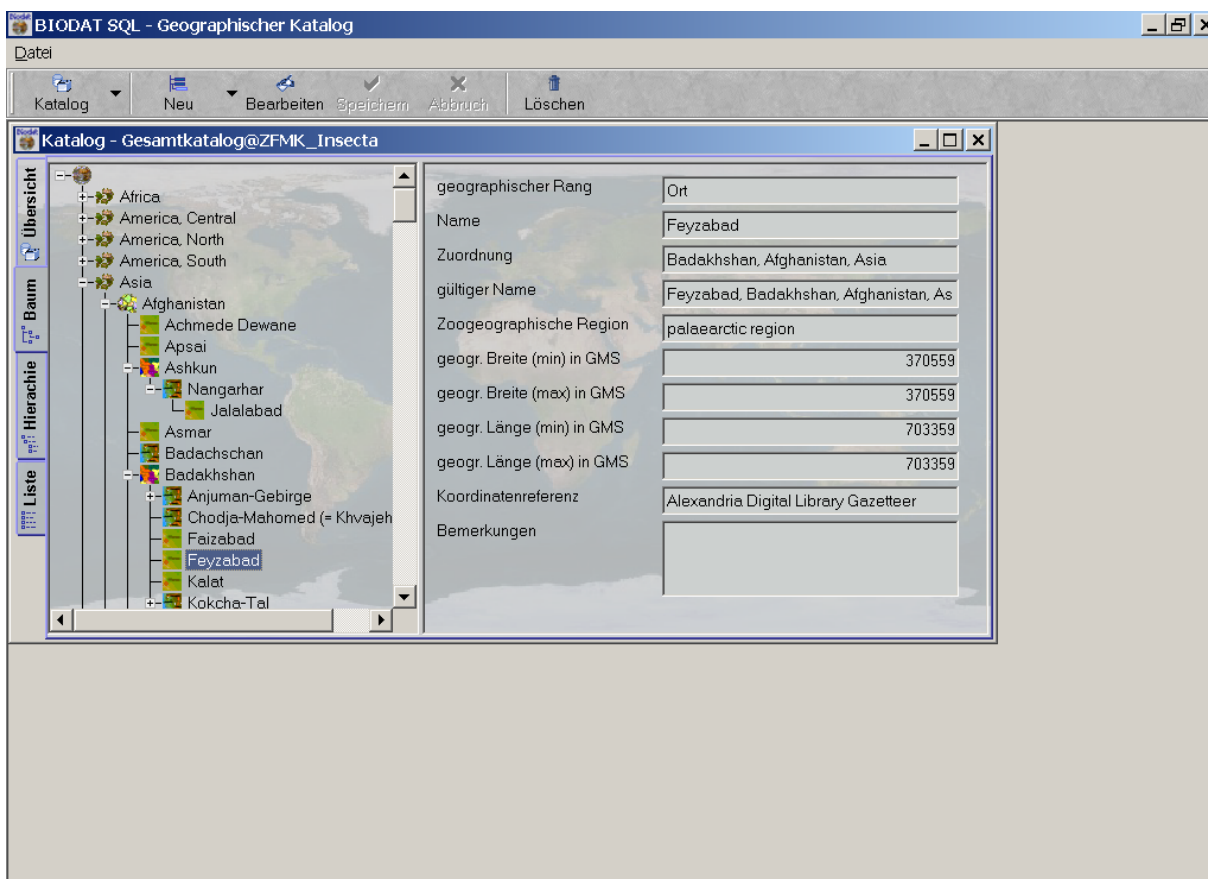 BIODAT SQL - Geographischer Katalog
Datei
Katalog
Neu
Bearbeiten
Speichern
Abbruch
Löschen
Katalog - Gesamtkatalog@ZFMK_Insecta
Übersicht
Baum
Hierachie
Liste
Africa
America, Central
America, North
America, South
Asia
Afghanistan
Achmede Dewane
Apsai
Ashkun
Nangarhar
Jalalabad
Asmar
Badachschan
Badakhshan
Anjuman-Gebirge
Chodja-Mahomed (= Khvajeh
Faizabad
Feyzabad
Kalat
Kokcha-Tal
geographischer Rang
Ort
Name
Feyzabad
Zuordnung
Badakhshan, Afghanistan, Asia
gültiger Name
Feyzabad, Badakhshan, Afghanistan, As
Zoogeographische Region
palaearctic region
geogr. Breite (min) in GMS
370559
geogr. Breite (max) in GMS
370559
geogr. Länge (min) in GMS
703359
geogr. Länge (max) in GMS
703359
Koordinatenreferenz
Alexandria Digital Library Gazetteer
Bemerkungen